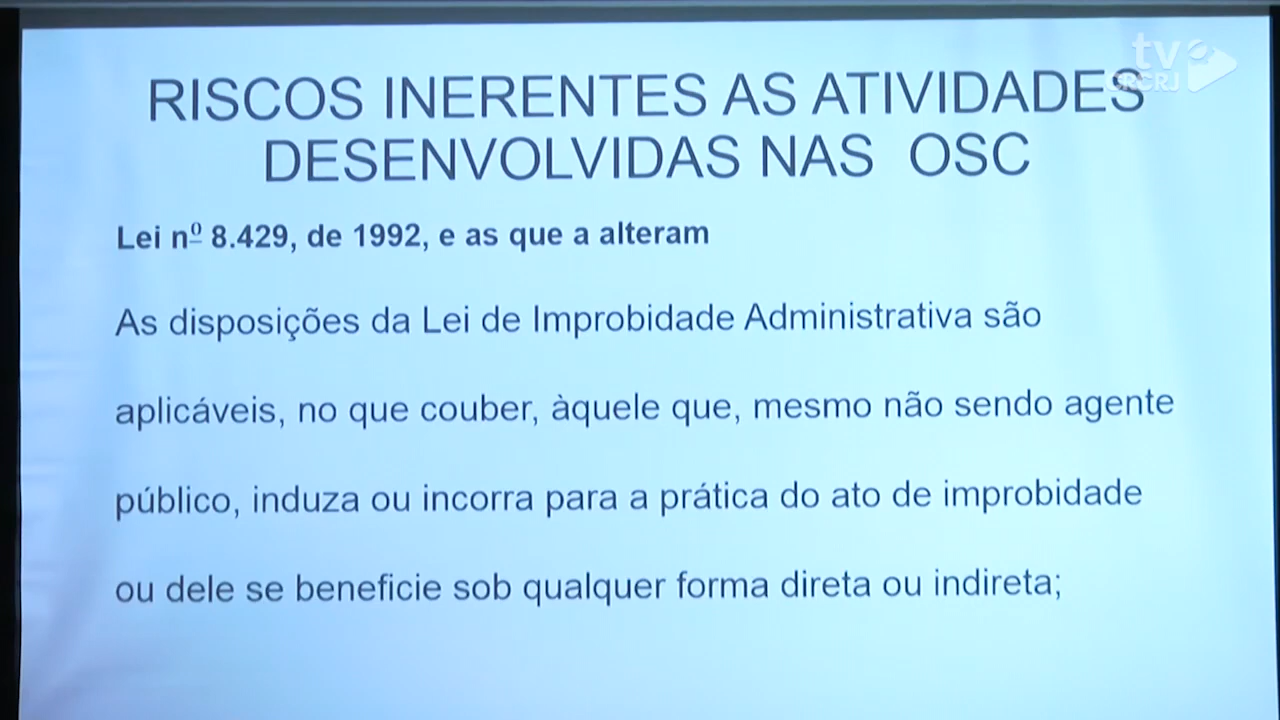 tv
CRCRJ
RISCOS INERENTES AS ATIVIDADES
DESENVOLVIDAS NAS OSC
Lei nº 8.429, de 1992, e as que a alteram
As disposições da Lei de Improbidade Administrativa são
aplicáveis, no que couber, àquele que, mesmo não sendo agente
público, induza ou incorra para a prática do ato de improbidade
ou dele se beneficie sob qualquer forma direta ou indireta;